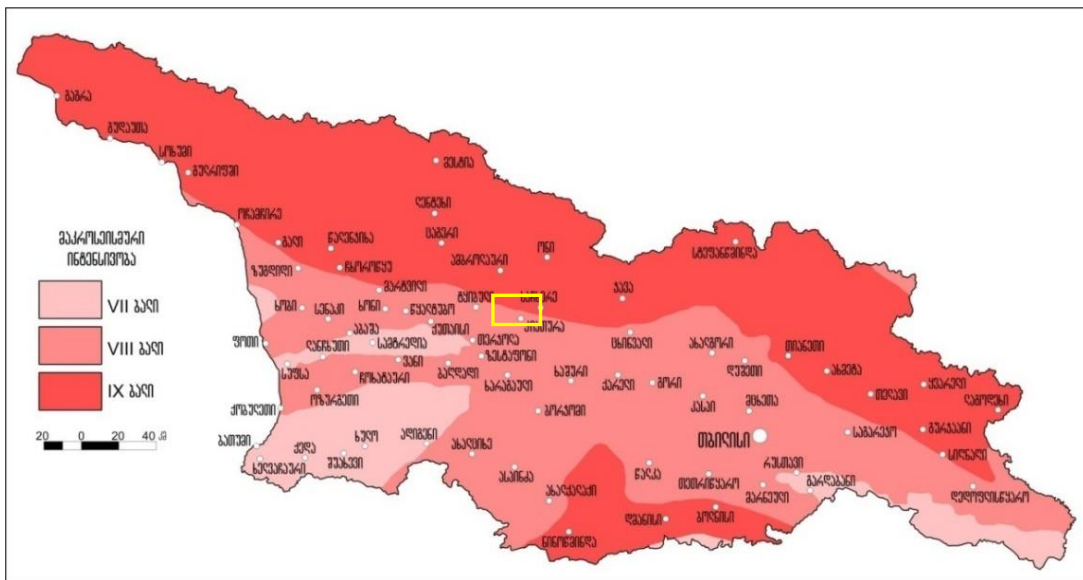 გაგრა
გუდაუთა
სოხუმი
გულრიფში
მესტია
ოჩამჩირე
ლენტეხი
გალი
წალენჯიხა
ცაგერი
ონი
სტეფანწმინდა
მაკროსეისმური
ინტენსივობა
ზუგდიდი
ჩხოროწყუ
ამბროლაური
მარტვილი
ტყიბული
საჩხერე
ჯავა
VII ბალი
ხობი
სენაკი
ხონი
წყალტუბო
ქუთაისი
ჭიათურა
ფოთი
აბაშა
სამტრედია
თერჯოლა
ცხინვალი
ახალგორი
თიანეთი
VIII ბალი
ლანჩხუთი
ვანი
ზესტაფონი
დუშეთი
ახმეტა
სუფსა
ჩოხატაური
ბაღდადი
ხარაგაული
ხაშური
ქარელი
გორი
თელავი
ყვარელი
IX ბალი
ოზურგეთი
კასპი
მცხეთა
ლაგოდეხი
ქობულეთი
ბორჯომი
20 0 20 40 კმ
ბათუმი
ქედა
ხულო
ადიგენი
ახალციხე
თბილისი
საგარეჯო
გურჯაანი
ხელვაჩაური
შუახევი
ასპინძა
წალკა
თეთრიწყარო
რუსთავი
სიღნაღი
ახალქალაქი
მარნეული
გარდაბანი
დედოფლისწყარო
დმანისი
ბოლნისი
ნინოწმინდა